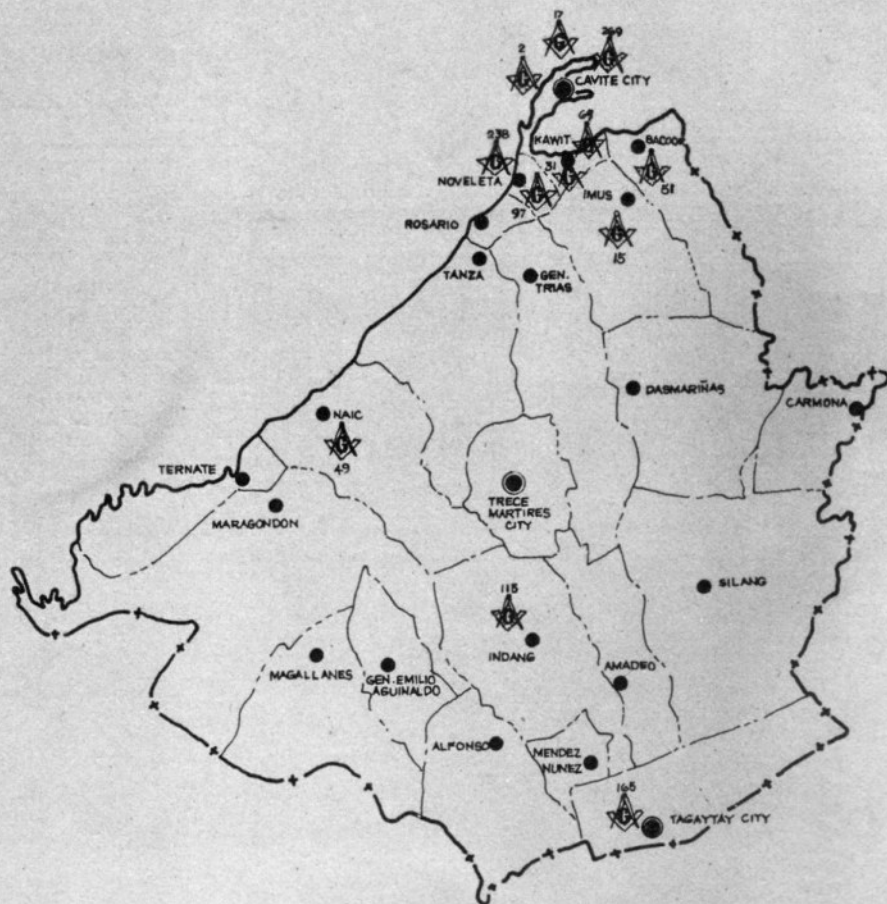 17
2
269
CAVITE CITY
69
KAWIT
BACOOR
238
31
NOVELETA
51
97
IMUS
ROSARIO
15
TANZA
GEN.
TRIAS
DASMARIÑAS
CARMONA
NAIC
49
TERNATE
TRECE
MARTIRES
CITY
MARAGONDON
SILANG
115
INDANG
MAGALLANES
GEN. EMILIO
AGUINALDO
AMADEO
ALFONSO
MENDEZ
NUNEZ
165
TAGAYTAY CITY
G
G
G
G
G
G
G
G
G
G
G
G